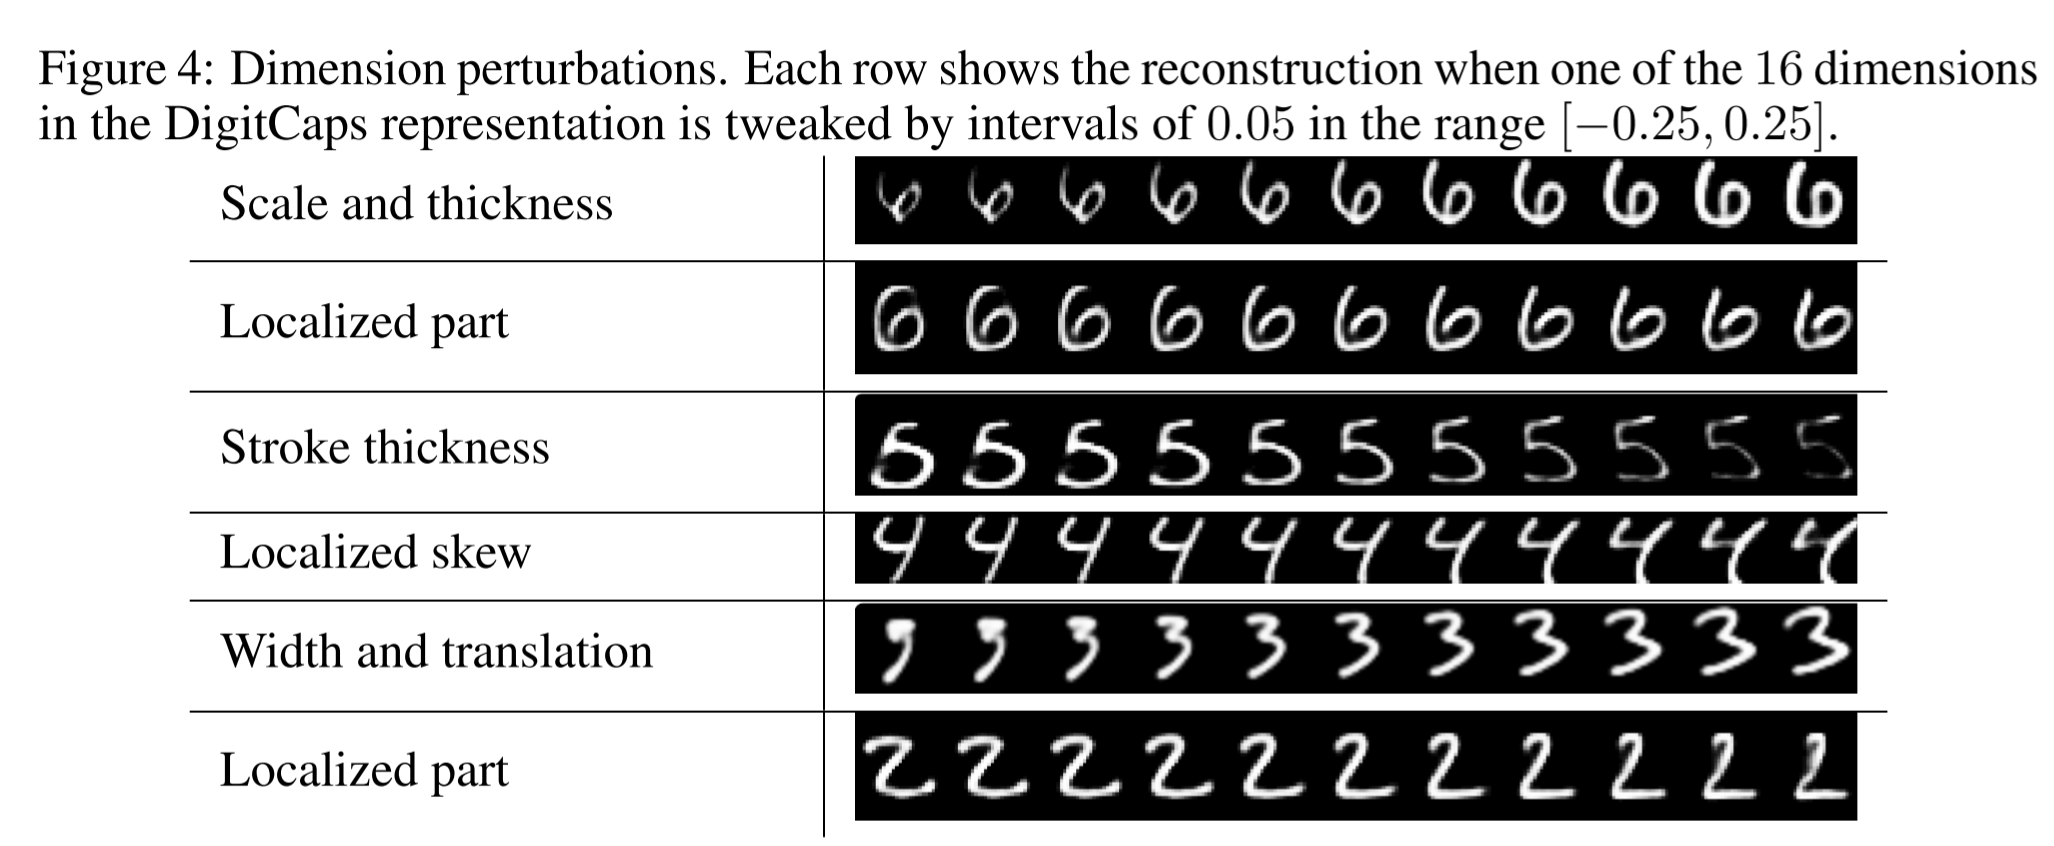 Figure 4: Dimension perturbations. Each row shows the reconstruction when one of the 16 dimensions
in the DigitCaps representation is tweaked by intervals of 0.05 in the range [−0.25, 0.25].
Scale and thickness 6 6 6 6 6 6 6 6 6 6 6
Localized part 6 6 6 6 6 6 6 6 6 6 6
Stroke thickness 5 5 5 5 5 5 5 5 5 5 5
Localized skew 4 4 4 4 4 4 4 4 4 4 4
Width and translation 3 3 3 3 3 3 3 3 3 3 3
Localized part 2 2 2 2 2 2 2 2 2 2 2